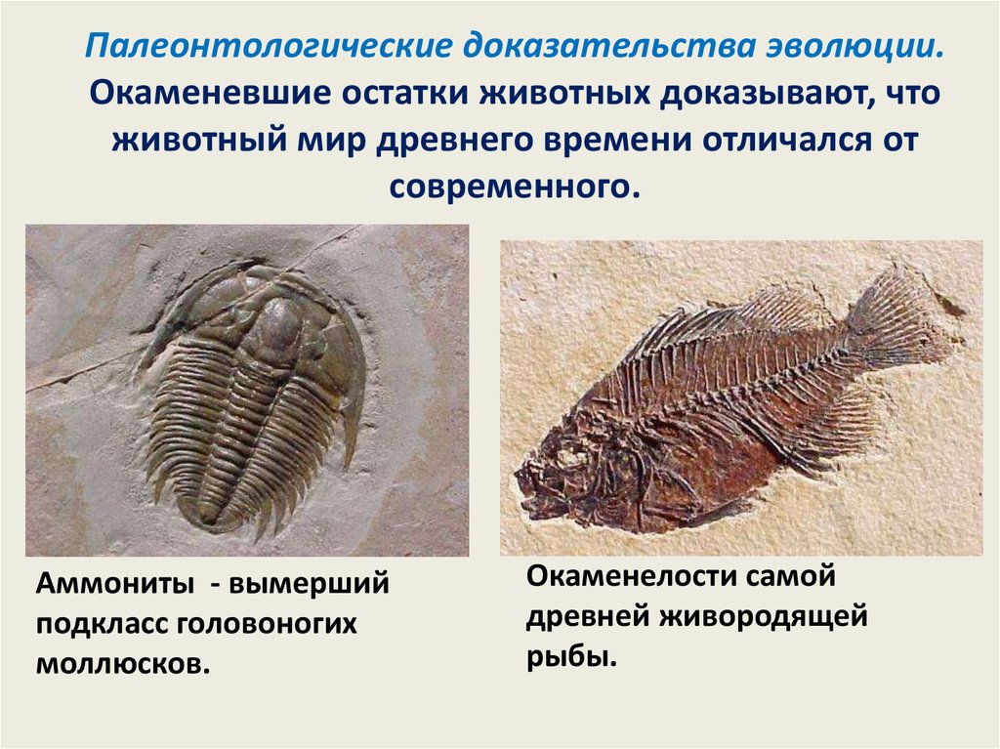 Палеонтологические доказательства эволюции.
Окаменевшие остатки животных доказывают, что
животный мир древнего времени отличался от
современного.
Аммониты - вымерший
подкласс головоногих
моллюсков.
Окаменелости самой
древней живородящей
рыбы.